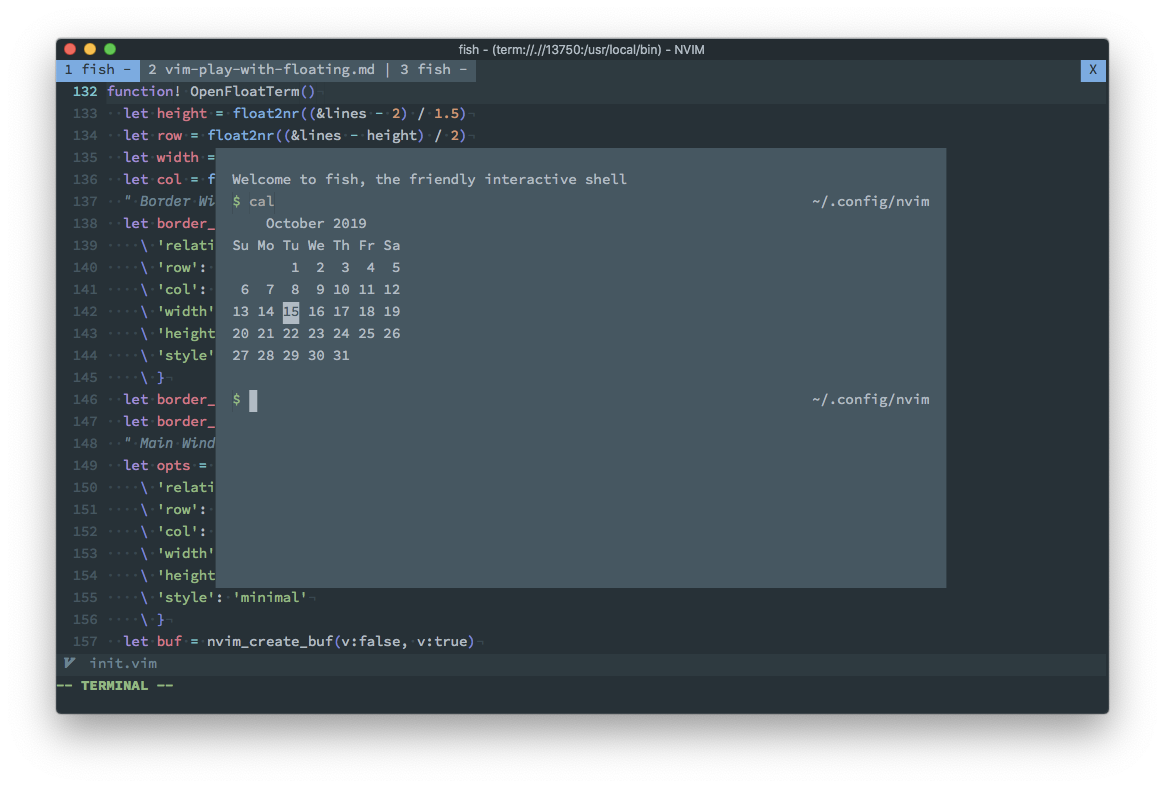 fish - (term://.//13750:/usr/local/bin) - NVIM
1 fish - 2 vim-play-with-floating.md | 3 fish - X
132 function! OpenFloatTerm()
133 let height = float2nr((&lines - 2) / 1.5)
134 let row = float2nr((&lines - height) / 2)
135 let width =
136 let col = f
137 " Border Wi
138 let border_
139 \ 'relati
140 \ 'row':
141 \ 'col':
142 \ 'width'
143 \ 'height
144 \ 'style'
145 \ }
146 let border_
147 let border_
148 " Main Wind
149 let opts =
150 \ 'relati
151 \ 'row':
152 \ 'col':
153 \ 'width'
154 \ 'height
155 \ 'style': 'minimal'
156 \ }
157 let buf = nvim_create_buf(v:false, v:true)
Welcome to fish, the friendly interactive shell
$ cal ~/.config/nvim
October 2019
Su Mo Tu We Th Fr Sa
1 2 3 4 5
6 7 8 9 10 11 12
13 14 15 16 17 18 19
20 21 22 23 24 25 26
27 28 29 30 31
$ ~/.config/nvim
init.vim
-- TERMINAL --